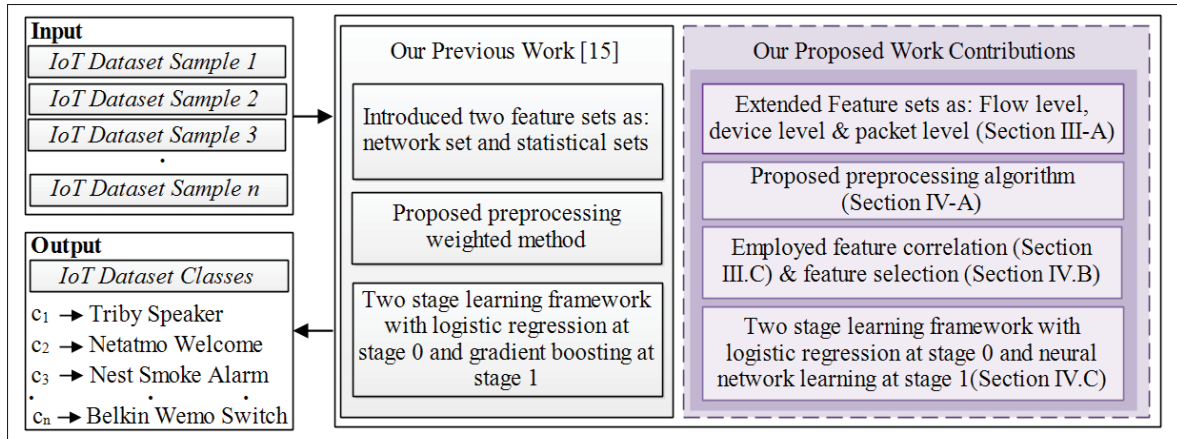 Input
IoT Dataset Sample 1
IoT Dataset Sample 2
IoT Dataset Sample 3
.
IoT Dataset Sample n
Output
IoT Dataset Classes
c₁ → Triby Speaker
c₂ → Netatmo Welcome
c₃ → Nest Smoke Alarm
. . .
cₙ → Belkin Wemo Switch
Our Previous Work [15]
Introduced two feature sets as:
network set and statistical sets
Proposed preprocessing
weighted method
Two stage learning framework
with logistic regression at
stage 0 and gradient boosting at
stage 1
Our Proposed Work Contributions
Extended Feature sets as: Flow level,
device level & packet level (Section III-A)
Proposed preprocessing algorithm
(Section IV-A)
Employed feature correlation (Section
III.C) & feature selection (Section IV.B)
Two stage learning framework with
logistic regression at stage 0 and neural
network learning at stage 1(Section IV.C)